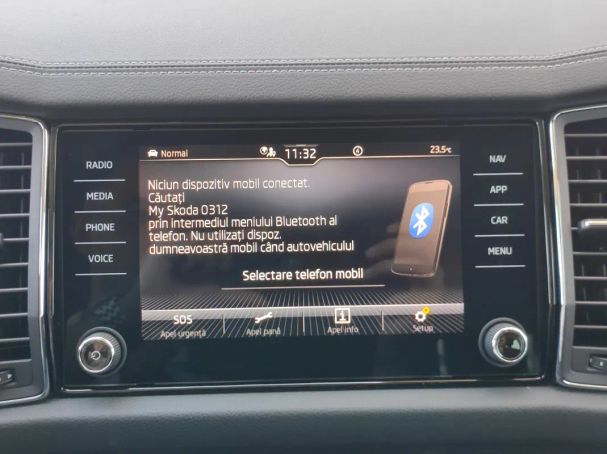 Normal
11:32
4
23.5°C
RADIO
MEDIA
PHONE
VOICE
Niciun dispozitiv mobil conectat.
Căutați
My Skoda 0312
prin intermediul meniului Bluetooth al
telefon. Nu utilizați dispoz.
dumneavoastră mobil când autovehiculul
Selectare telefon mobil
SOS
Apel urgență
Apel pană
i
Apel info
Setup
NAV
APP
CAR
MENU